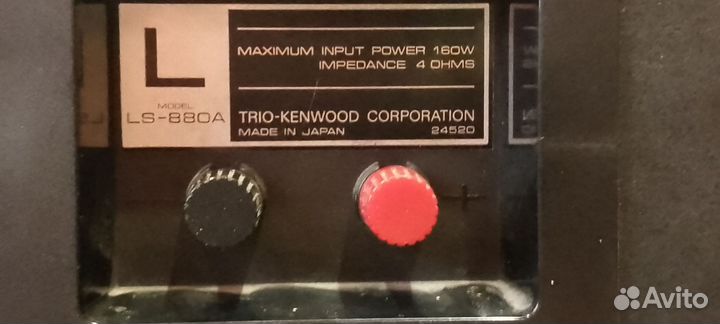 L
MODEL
LS-880A
MAXIMUM INPUT POWER 160W
IMPEDANCE 4 OHMS
TRIO-KENWOOD CORPORATION
MADE IN JAPAN 24520
+
Avito